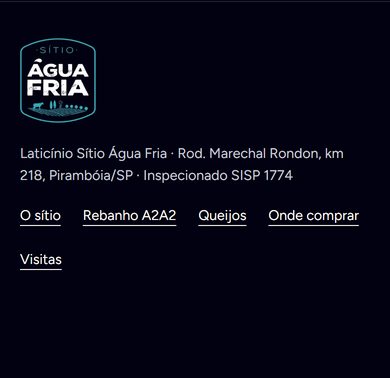 · SÍTIO ·
ÁGUA
FRIA
Laticínio Sítio Água Fria · Rod. Marechal Rondon, km
218, Pirambóia/SP · Inspecionado SISP 1774
O sítio Rebanho A2A2 Queijos Onde comprar
Visitas